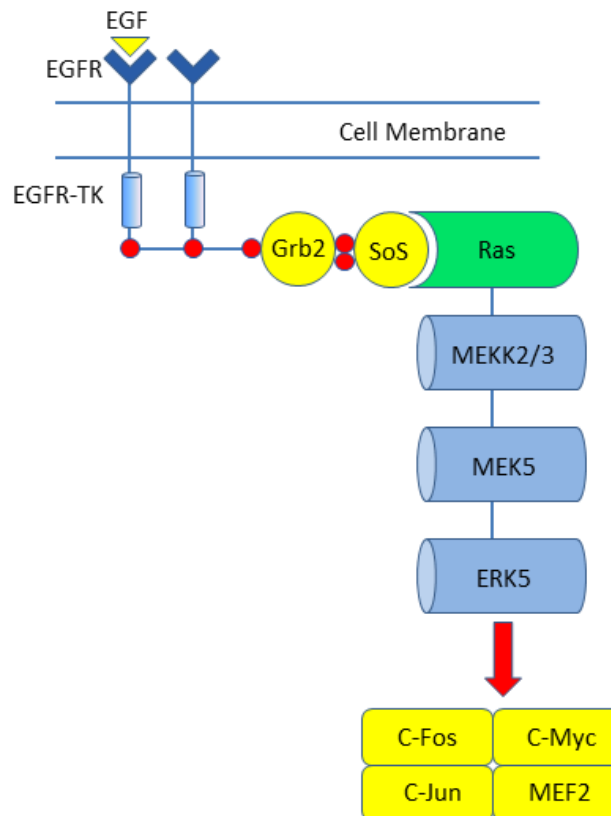 EGF
EGFR
Cell Membrane
EGFR-TK
Grb2
SoS
Ras
MEKK2/3
MEK5
ERK5
C-Fos
C-Myc
C-Jun
MEF2